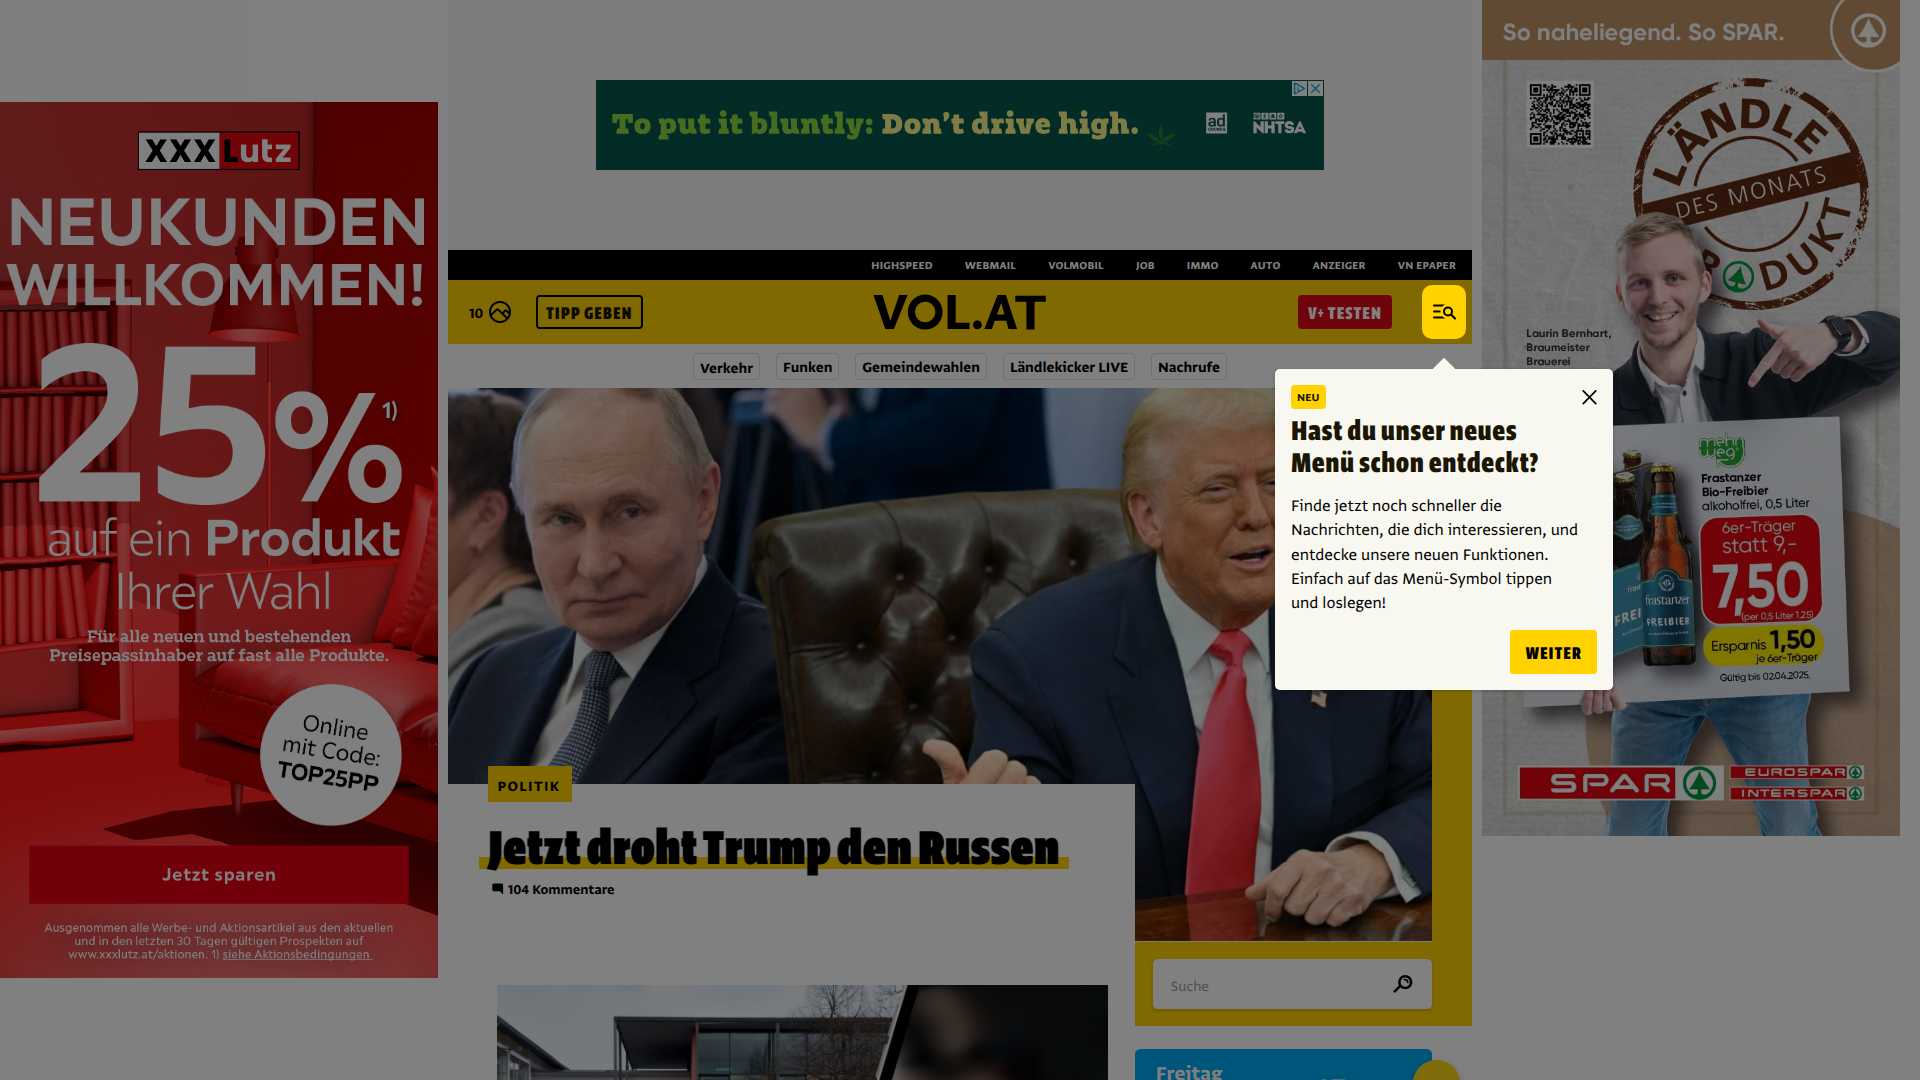 So naheliegend. So SPAR.
To put it bluntly: Don't drive high.
ad
NHTSA
XXXLutz
NEUKUNDEN
WILLKOMMEN!
25%¹⁾
auf ein Produkt
Ihrer Wahl
Für alle neuen und bestehenden
Preisepassinhaber auf fast alle Produkte.
Online
mit Code:
TOP25PP
Jetzt sparen
Ausgenommen alle Werbe- und Aktionsartikel aus den aktuellen
und in den letzten 30 Tagen gültigen Prospekten auf
www.xxxlutz.at/aktionen. 1) siehe Aktionsbedingungen
HIGHSPEED WEBMAIL VOLMOBIL JOB IMMO AUTO ANZEIGER VN EPAPER
10 TIPP GEBEN VOL.AT V+ TESTEN
Verkehr Funken Gemeindewahlen Ländlekicker LIVE Nachrufe
NEU
Hast du unser neues
Menü schon entdeckt?
Finde jetzt noch schneller die
Nachrichten, die dich interessieren, und
entdecke unsere neuen Funktionen.
Einfach auf das Menü-Symbol tippen
und loslegen!
WEITER
POLITIK
Jetzt droht Trump den Russen
104 Kommentare
Suche
Freitag
LÄNDLE
DES MONATS
PRODUKT
Laurin Bernhart,
Braumeister
Brauerei
mehr
weg
Frastanzer
Bio-Freibier
alkoholfrei, 0,5 Liter
6er-Träger
statt 9,-
7,50
(per 0,5 Liter 1.25)
Ersparnis 1,50
je 6er-Träger
Gültig bis 02.04.2025.
frastanzer
FREIBIER
SPAR
EUROSPAR
INTERSPAR